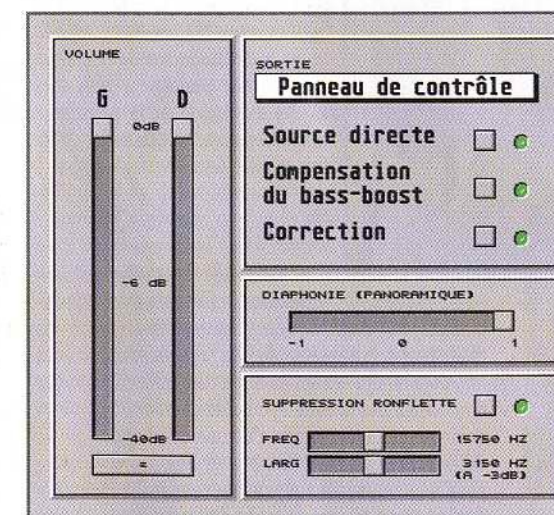 VOLUME
G D
0dB
-6 dB
-40dB
=
SORTIE
Panneau de contrôle
Source directe
Compensation
du bass-boost
Correction
DIAPHONIE (PANORAMIQUE)
-1 0 1
SUPPRESSION RONFLETTE
FREQ 15750 HZ
LARG 3150 HZ
(A -3dB)